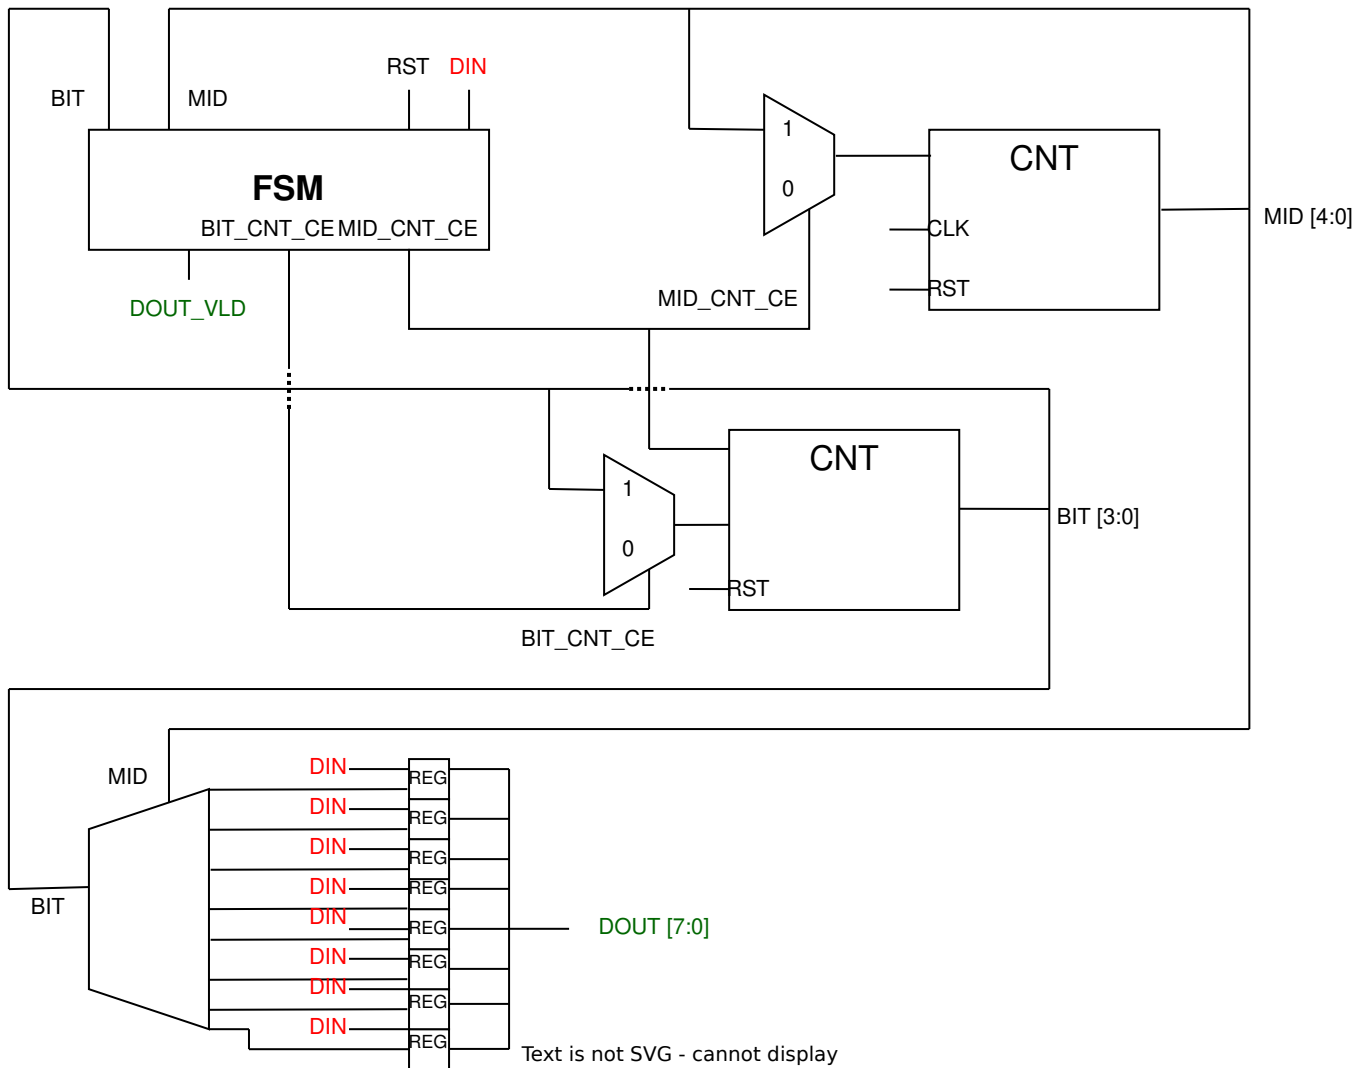 RST DIN
BIT
MID
FSM
BIT_CNT_CE MID_CNT_CE
DOUT_VLD
1
0
CNT
CLK
RST
MID [4:0]
MID_CNT_CE
1
0
CNT
RST
BIT [3:0]
BIT_CNT_CE
MID
BIT
DIN
REG
DIN
REG
DIN
REG
DIN
REG
DIN
REG
DIN
REG
DIN
REG
DIN
REG
DOUT [7:0]
Text is not SVG - cannot display